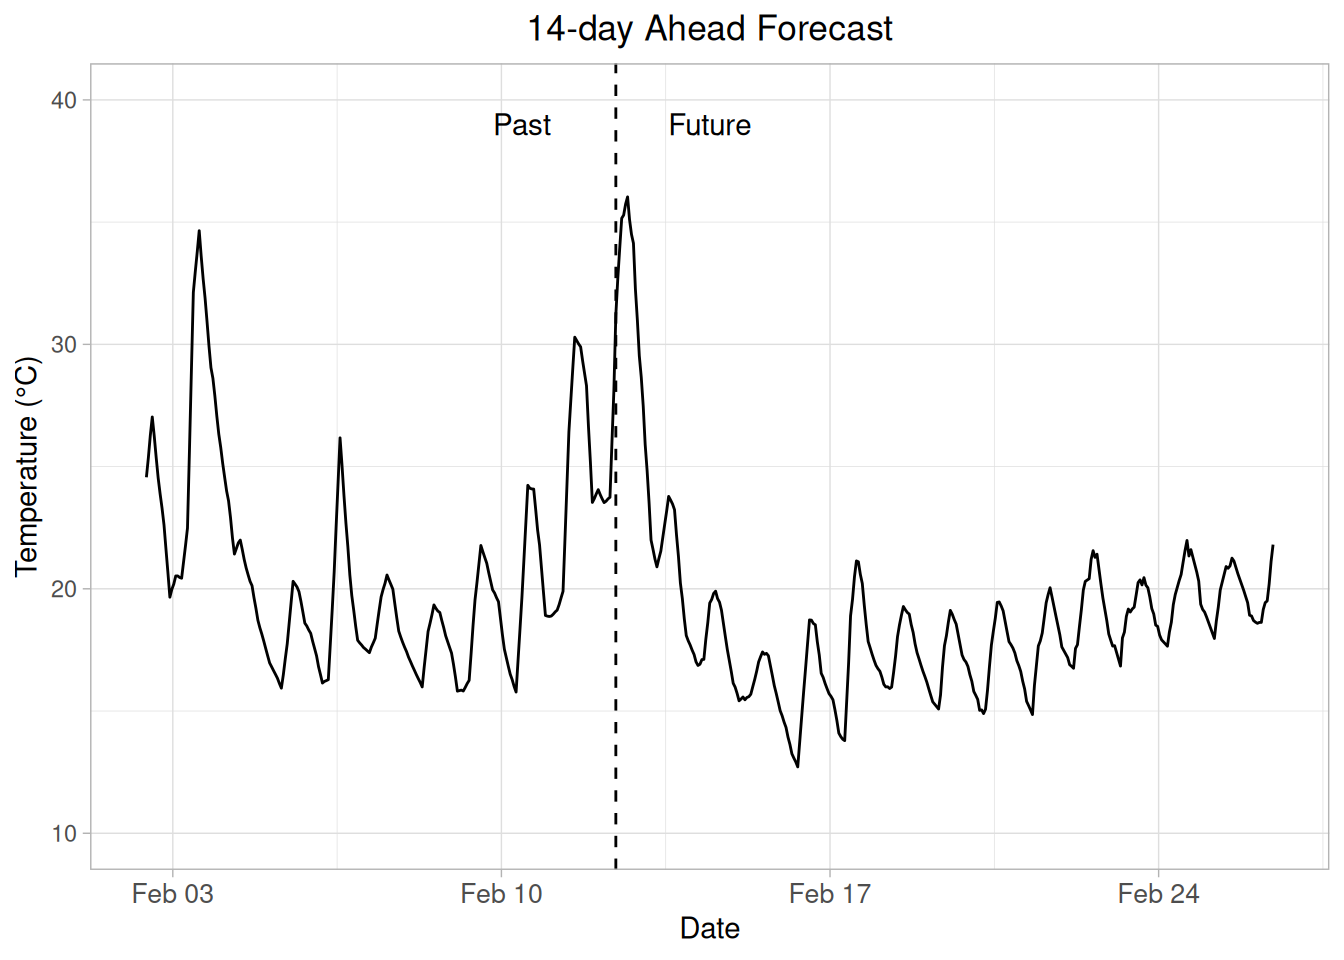 14-day Ahead Forecast
Past
Future
40
30
20
10
Temperature (°C)
Feb 03
Feb 10
Feb 17
Feb 24
Date